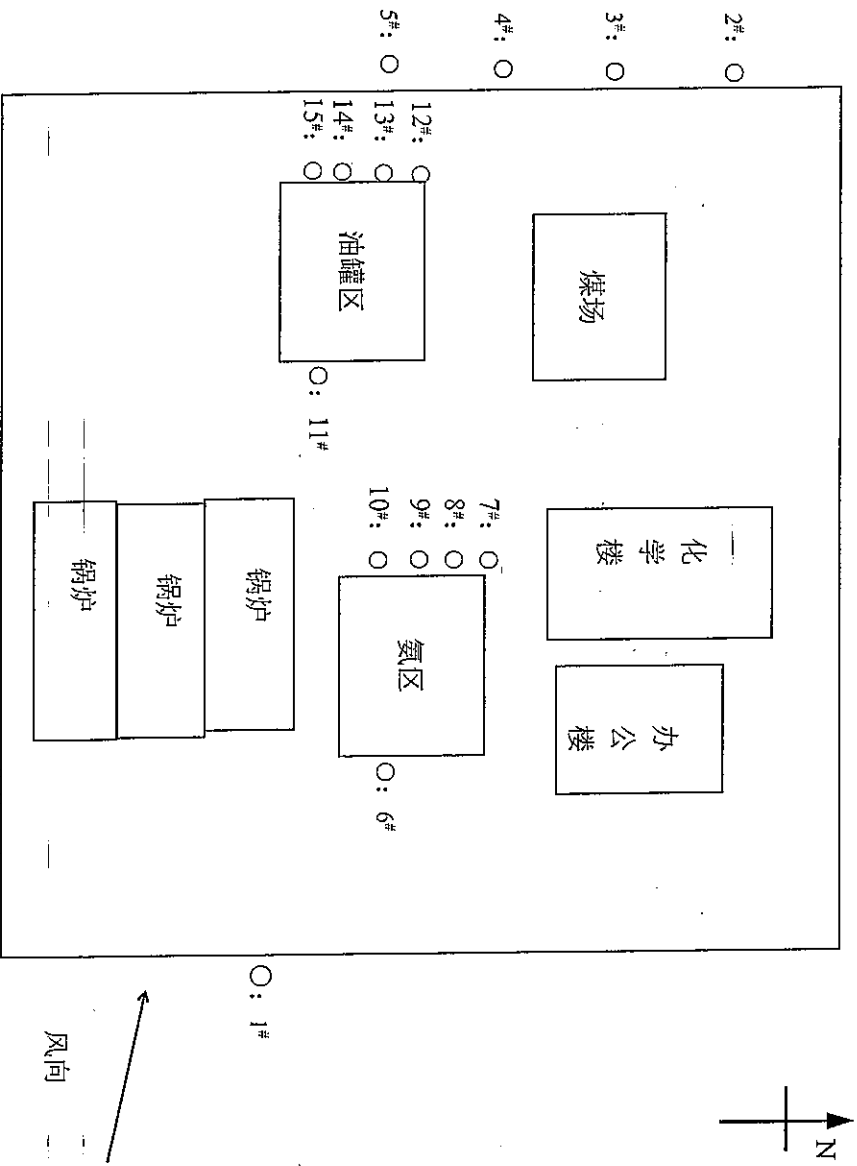 5#: ○
4#: ○
3#: ○
2#: ○
15#: ○
14#: ○
13#: ○
12#: ○
油罐区
煤场
○: 11#
10#: ○
9#: ○
8#: ○
7#: ○
锅炉
锅炉
锅炉
氨区
化学楼
办公楼
○: 6#
○: 1#
风向
N